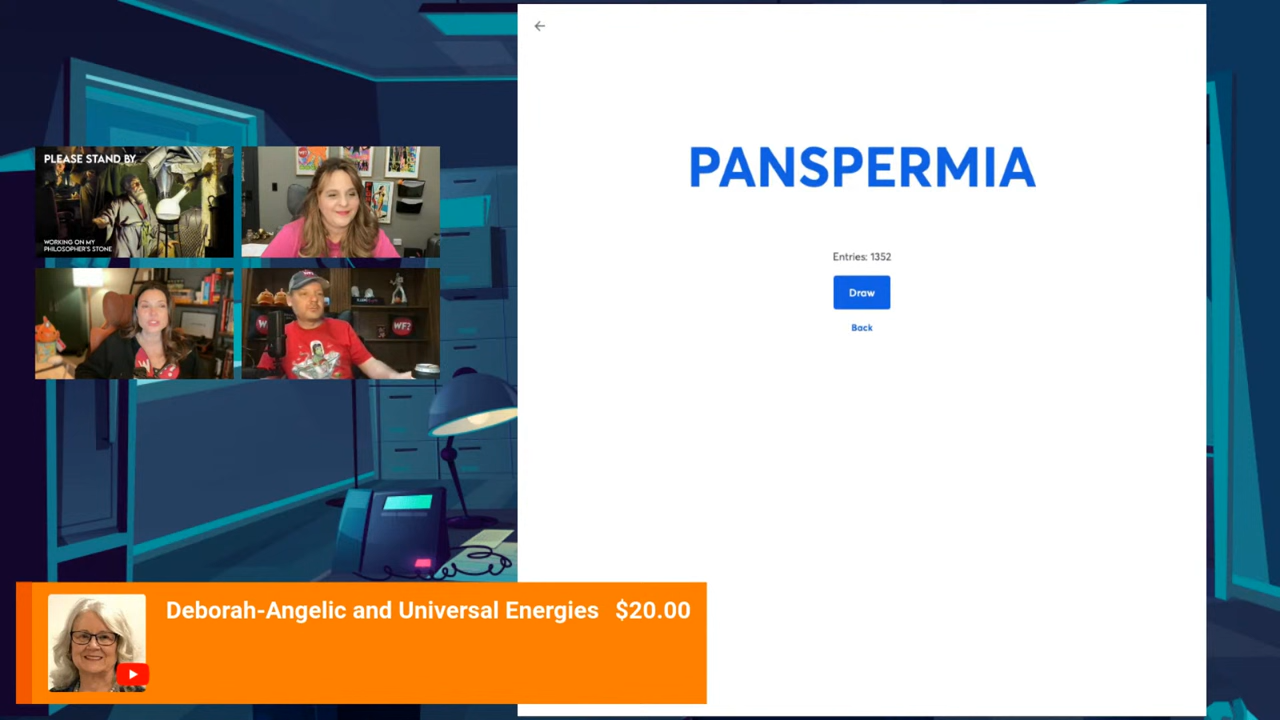 ←
PANSPERMIA
Entries: 1352
Draw
Back
PLEASE STAND BY
WORKING ON MY
PHILOSOPHER'S STONE
WF?
Deborah-Angelic and Universal Energies $20.00